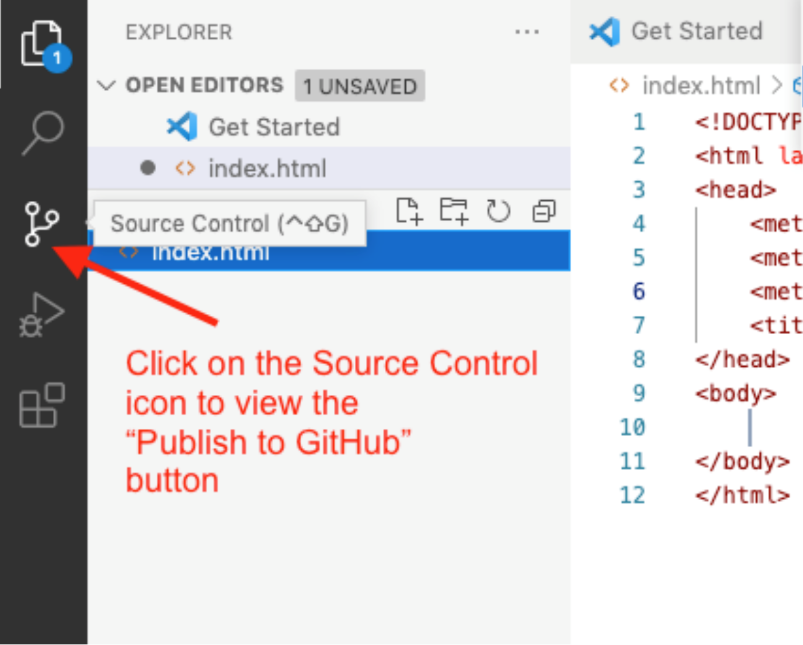 EXPLORER
...
Get Started
1
OPEN EDITORS 1 UNSAVED
index.html >
Get Started
index.html
Source Control (^⇧G)
index.html
Click on the Source Control
icon to view the
“Publish to GitHub”
button
1 <!DOCTYP
2 <html la
3 <head>
4 <met
5 <met
6 <met
7 <tit
8 </head>
9 <body>
10
11 </body>
12 </html>